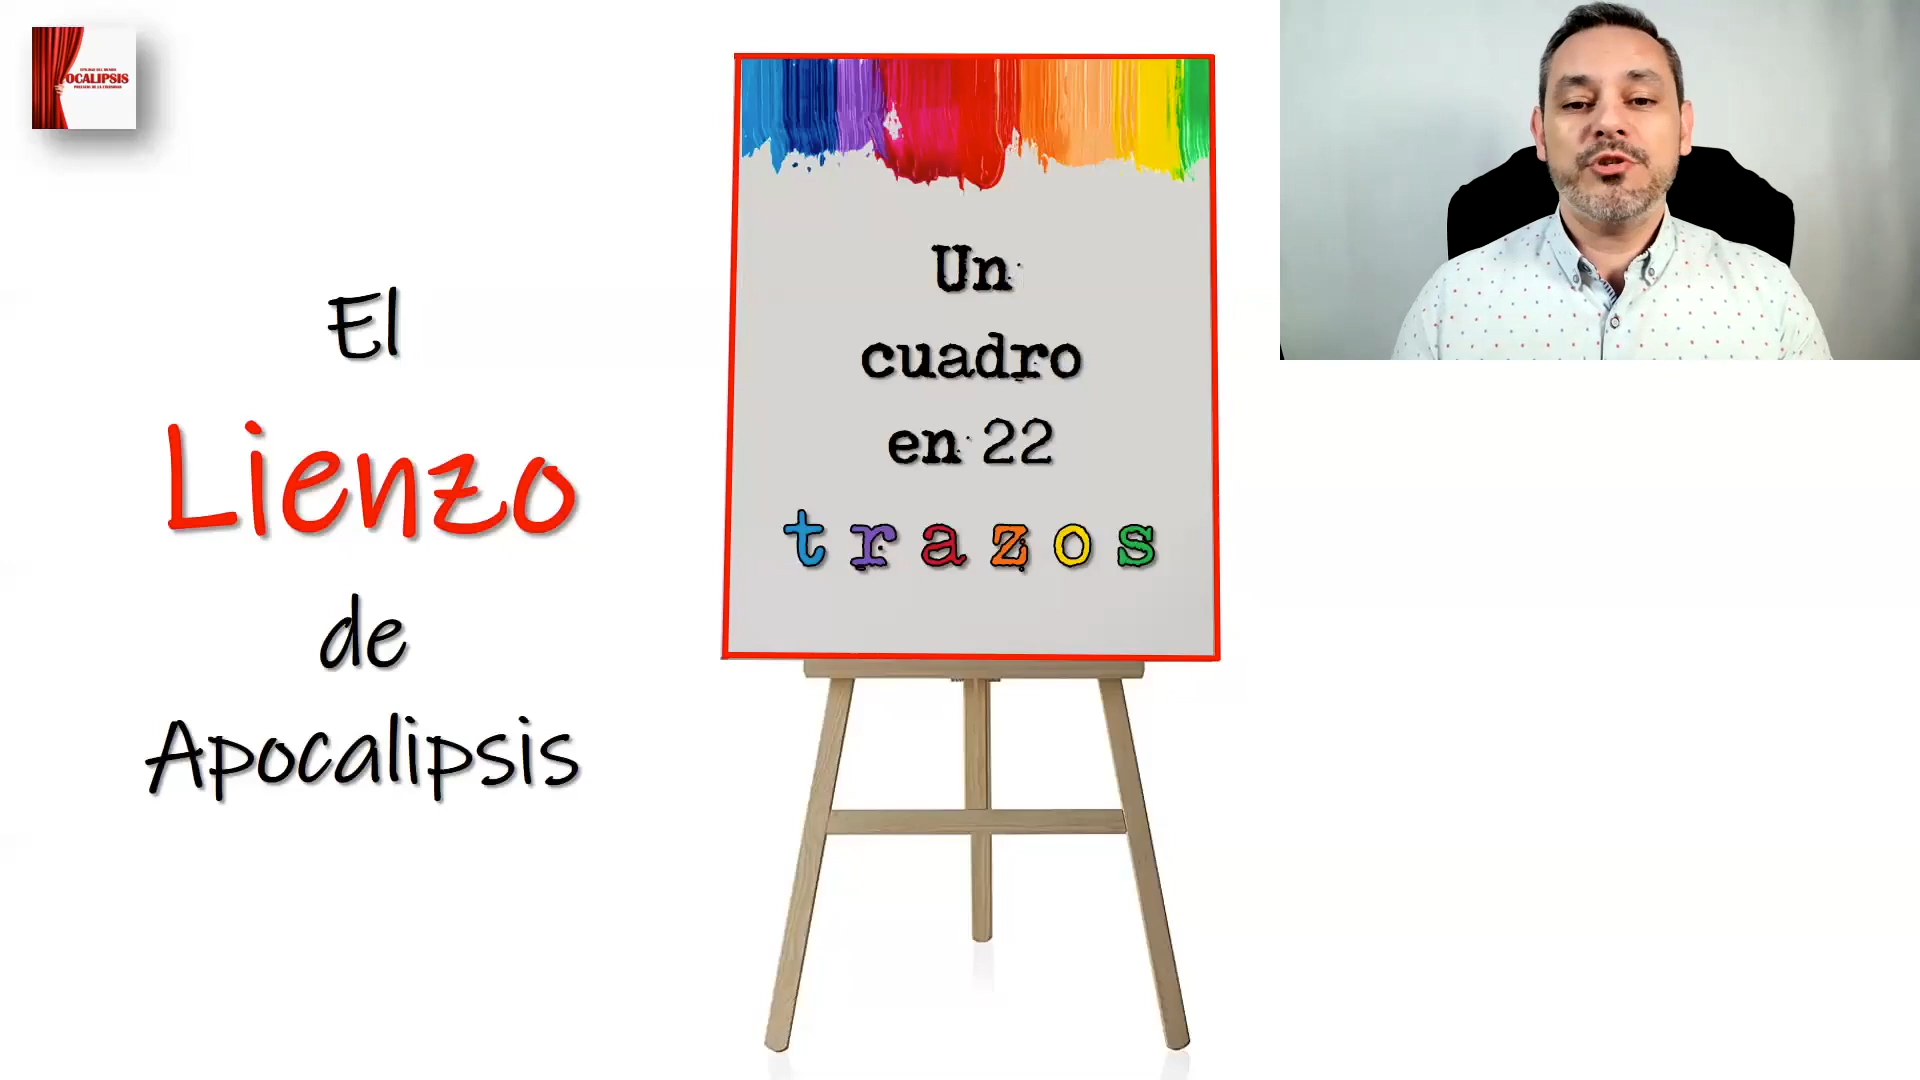 OCALIPSIS
El
Lienzo
de
Apocalipsis
Un
cuadro
en 22
trazos